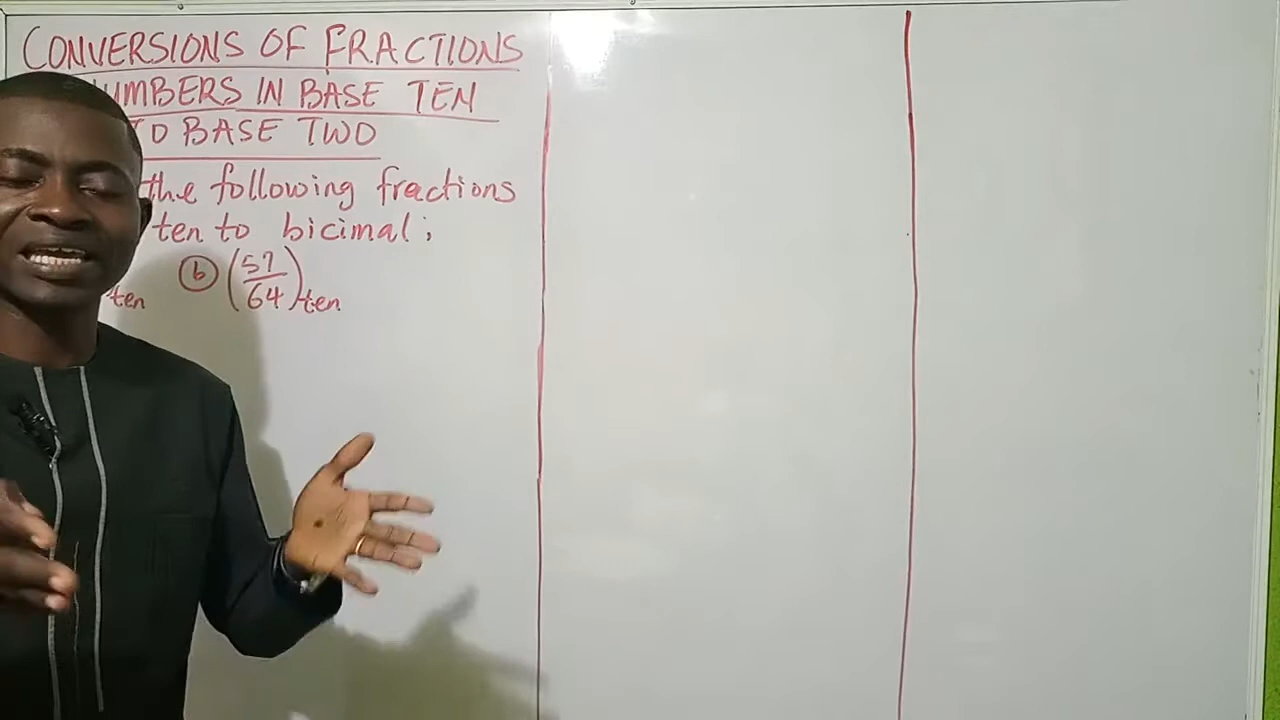 CONVERSIONS OF FRACTIONS
NUMBERS IN BASE TEN
TO BASE TWO
the following fractions
ten to bicimal;
ten (b) (57/64)ten